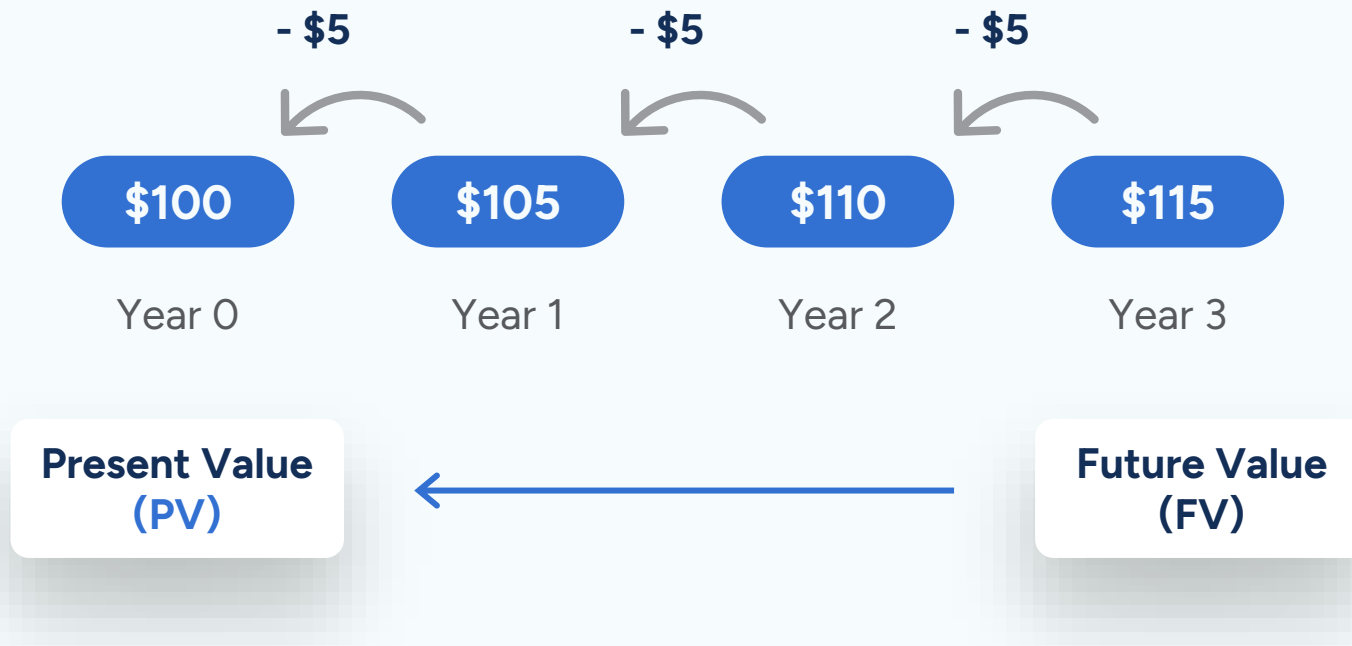 - $5 - $5 - $5
$100 $105 $110 $115
Year 0 Year 1 Year 2 Year 3
Present Value
(PV)
Future Value
(FV)